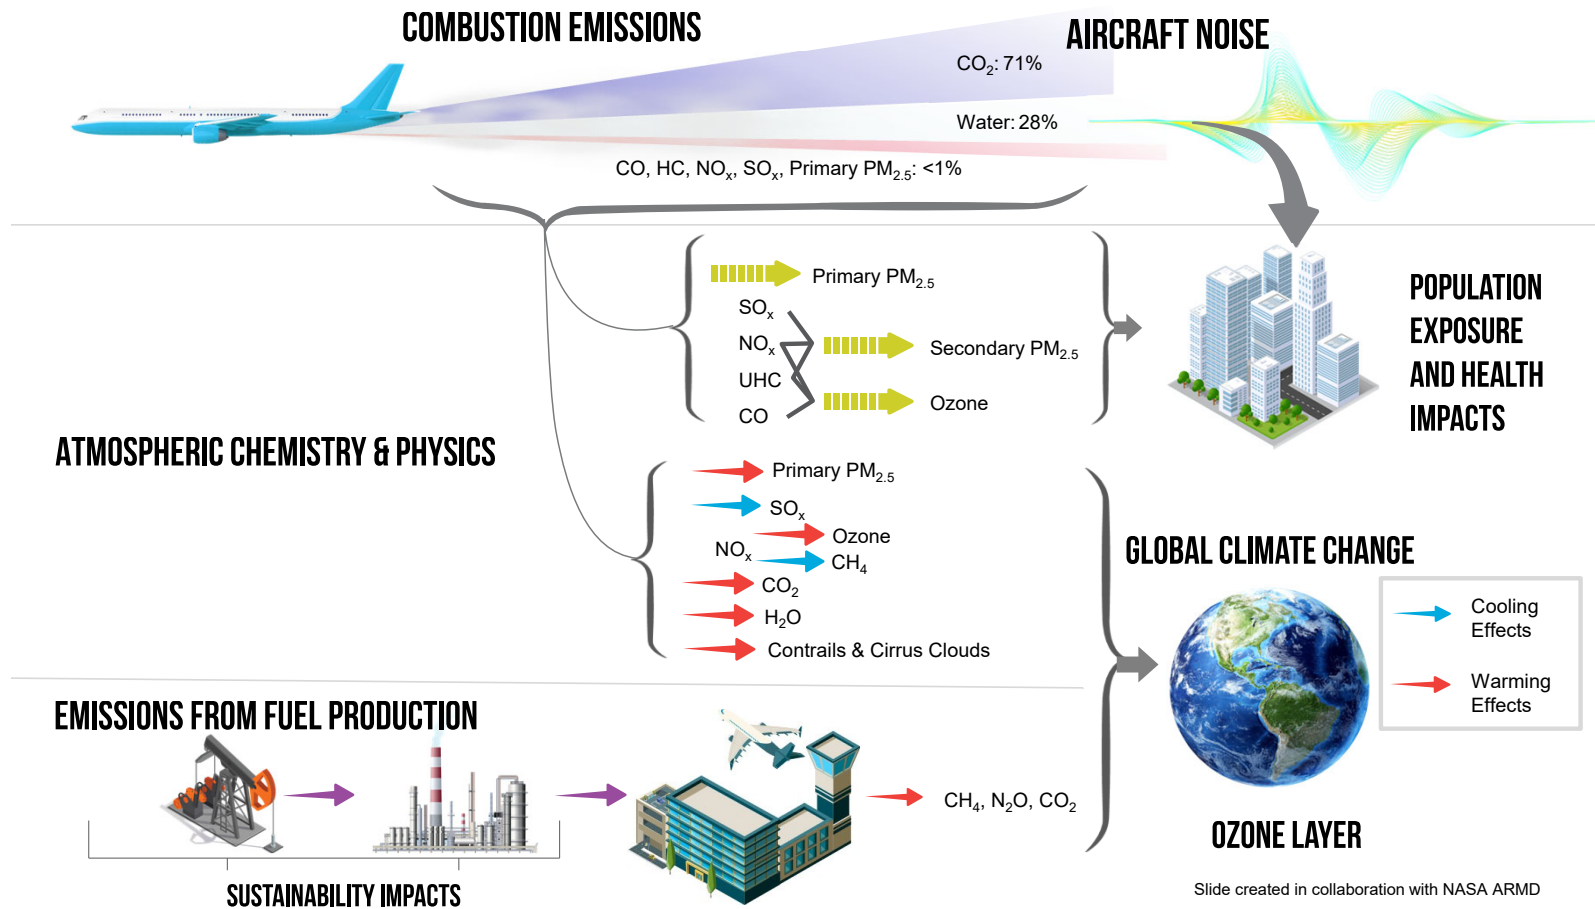 COMBUSTION EMISSIONS
AIRCRAFT NOISE
CO₂: 71%
Water: 28%
CO, HC, NOₓ, SOₓ, Primary PM₂.₅: <1%
Primary PM₂.₅
SOₓ
NOₓ
UHC
CO
Secondary PM₂.₅
Ozone
POPULATION
EXPOSURE
AND HEALTH
IMPACTS
ATMOSPHERIC CHEMISTRY & PHYSICS
Primary PM₂.₅
SOₓ
Ozone
NOₓ
CH₄
CO₂
H₂O
Contrails & Cirrus Clouds
GLOBAL CLIMATE CHANGE
Cooling
Effects
Warming
Effects
EMISSIONS FROM FUEL PRODUCTION
CH₄, N₂O, CO₂
OZONE LAYER
SUSTAINABILITY IMPACTS
Slide created in collaboration with NASA ARMD